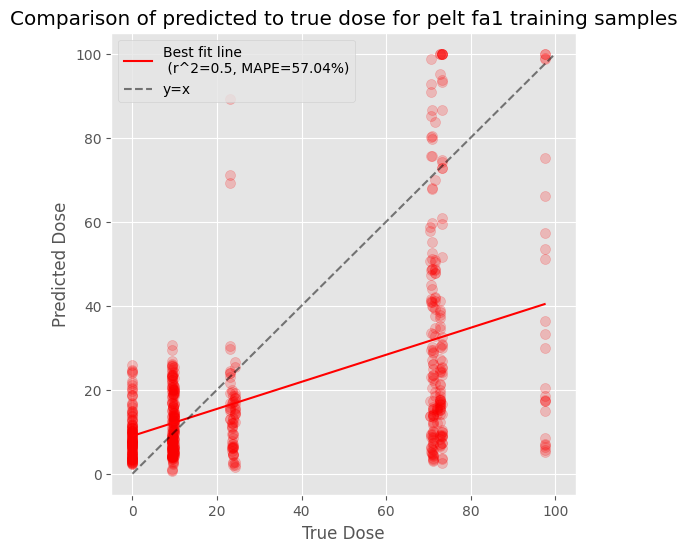 Comparison of predicted to true dose for pelt fa1 training samples
Best fit line
(r^2=0.5, MAPE=57.04%)
y=x
100
80
60
40
20
0
Predicted Dose
0 20 40 60 80 100
True Dose